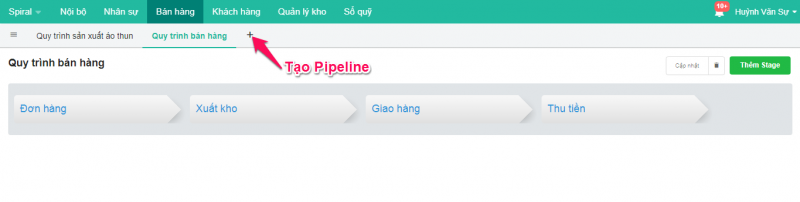 Spiral Nội bộ Nhân sự Bán hàng Khách hàng Quản lý kho Sổ quỹ 10+ Huỳnh Văn Sự
Quy trình sản xuất áo thun Quy trình bán hàng +
Tạo Pipeline
Quy trình bán hàng Cập nhật Thêm Stage
Đơn hàng Xuất kho Giao hàng Thu tiền